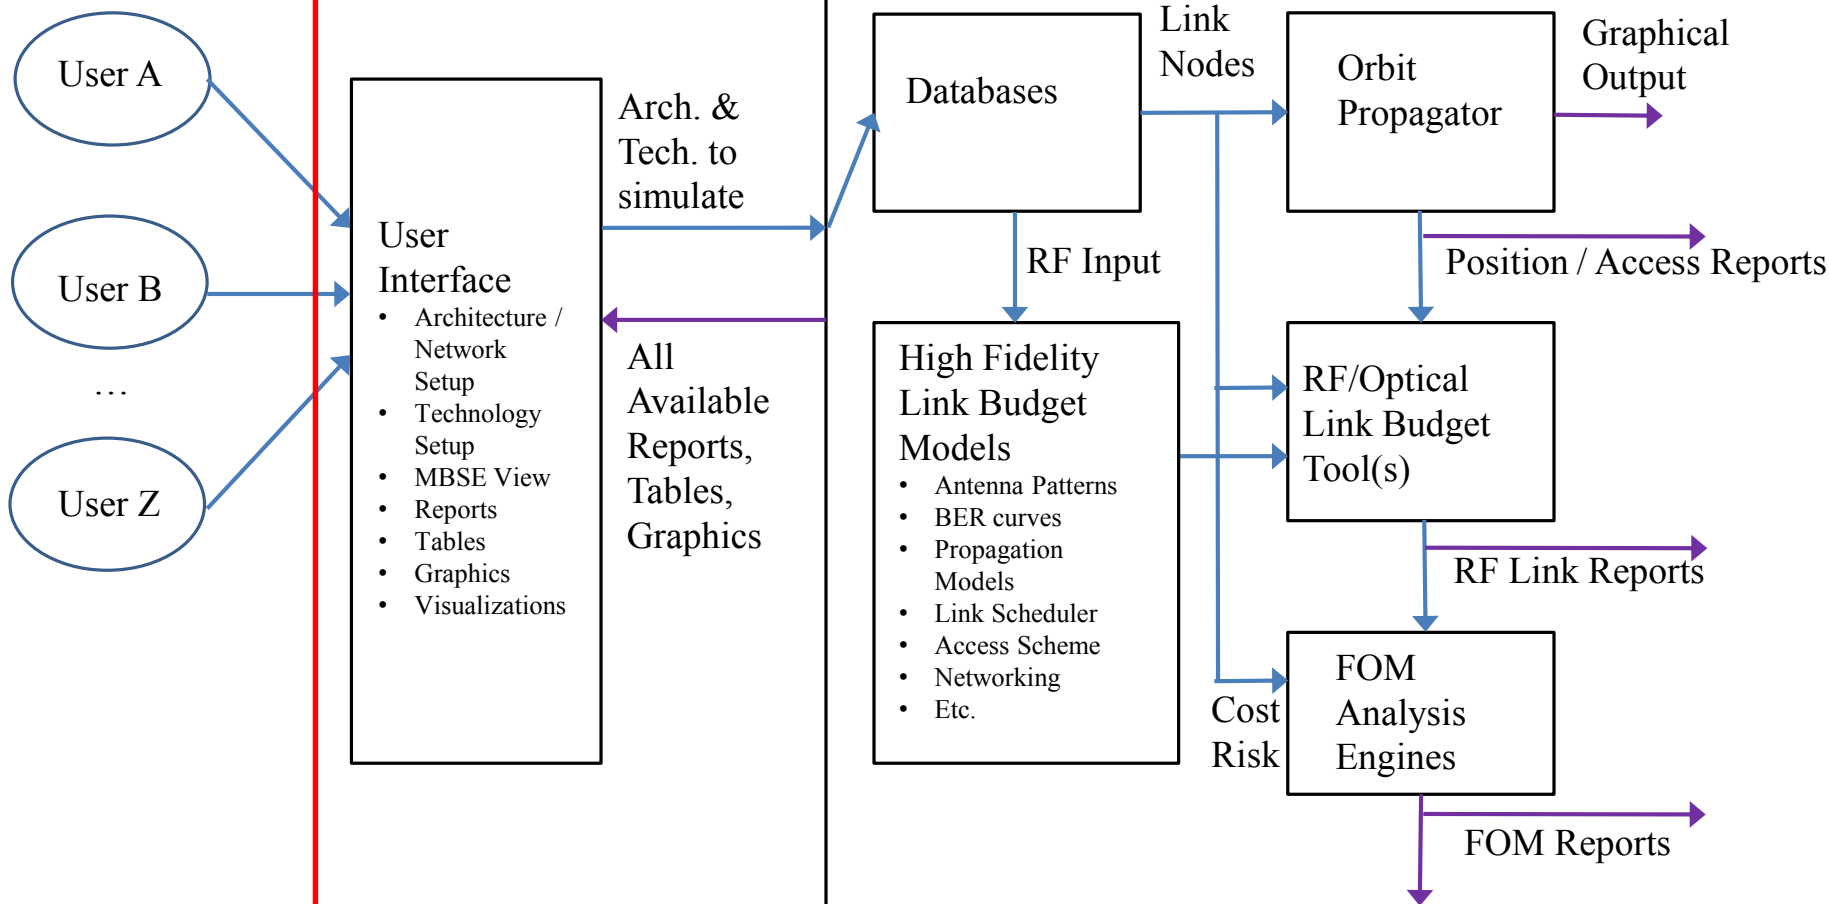 User A
User B
…
User Z
User
Interface
• Architecture /
Network
Setup
• Technology
Setup
• MBSE View
• Reports
• Tables
• Graphics
• Visualizations
Arch. &
Tech. to
simulate
All
Available
Reports,
Tables,
Graphics
Databases
RF Input
High Fidelity
Link Budget
Models
• Antenna Patterns
• BER curves
• Propagation
Models
• Link Scheduler
• Access Scheme
• Networking
• Etc.
Link
Nodes
Orbit
Propagator
Graphical
Output
Position / Access Reports
RF/Optical
Link Budget
Tool(s)
RF Link Reports
Cost
Risk
FOM
Analysis
Engines
FOM Reports